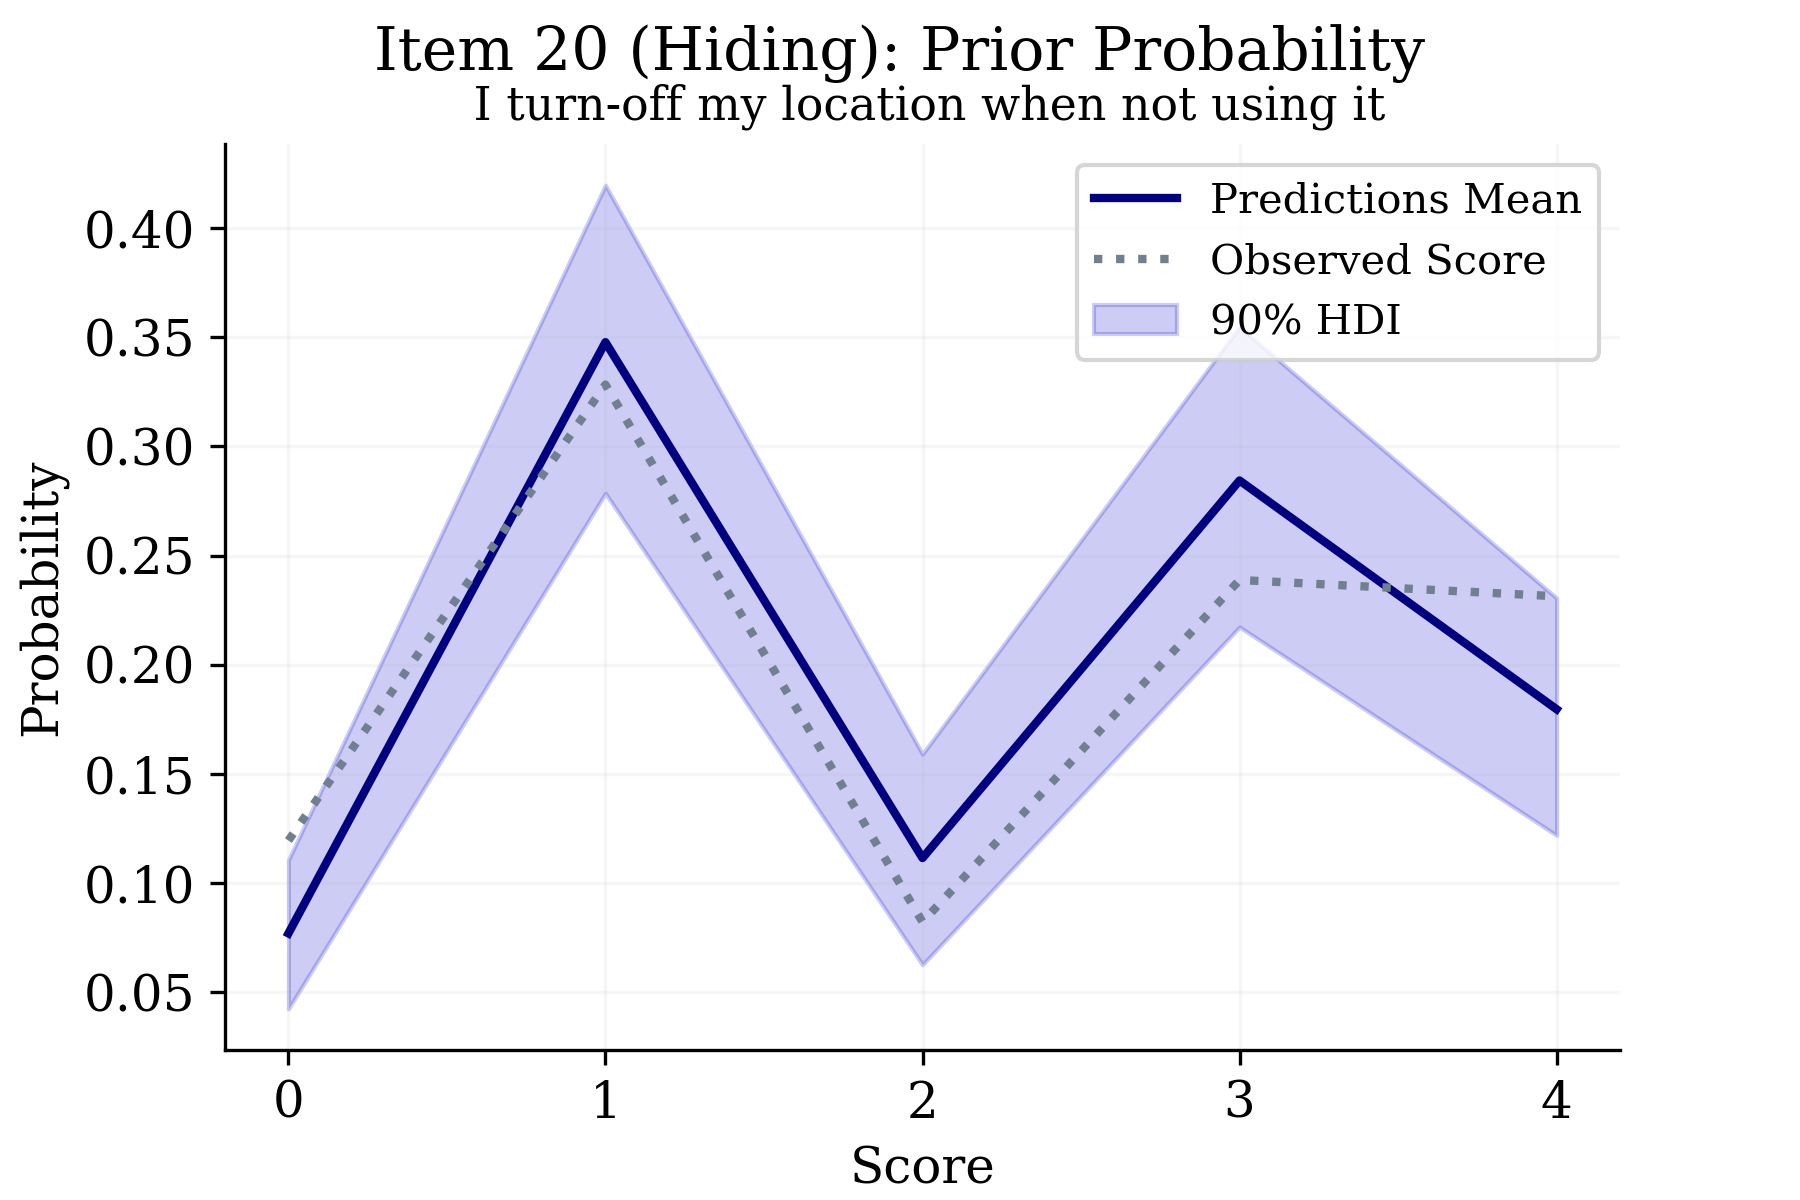 Item 20 (Hiding): Prior Probability
I turn-off my location when not using it
Predictions Mean
Observed Score
90% HDI
Probability
0.40
0.35
0.30
0.25
0.20
0.15
0.10
0.05
0 1 2 3 4
Score